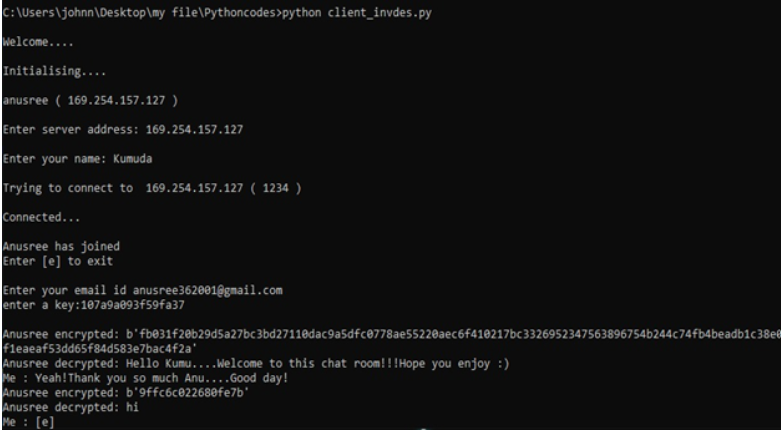 C:\Users\johnn\Desktop\my file\Pythoncodes>python client_invdes.py
Welcome....
Initialising....
anusree ( 169.254.157.127 )
Enter server address: 169.254.157.127
Enter your name: Kumuda
Trying to connect to  169.254.157.127 ( 1234 )
Connected...
Anusree has joined
Enter [e] to exit
Enter your email id anusree362001@gmail.com
enter a key:107a9a093f59fa37
Anusree encrypted: b'fb031f20b29d5a27bc3bd27110dac9a5dfc0778ae55220aec6f410217bc3326952347563896754b244c74fb4beadb1c38e0
f1eaeaf53dd65f84d583e7bac4f2a'
Anusree decrypted: Hello Kumu....Welcome to this chat room!!!Hope you enjoy :)
Me : Yeah!Thank you so much Anu....Good day!
Anusree encrypted: b'9ffc6c022680fe7b'
Anusree decrypted: hi
Me : [e]